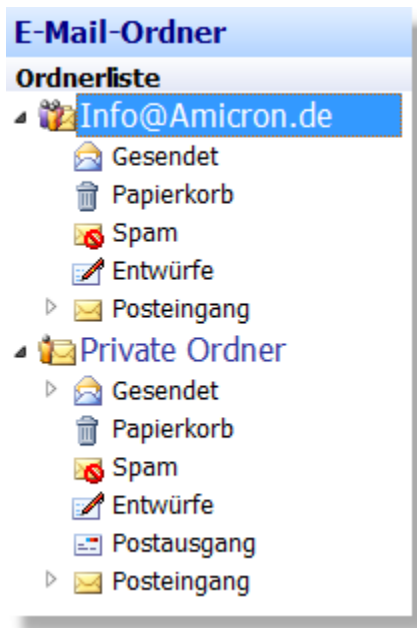 E-Mail-Ordner
Ordnerliste
Info@Amicron.de
Gesendet
Papierkorb
Spam
Entwürfe
Posteingang
Private Ordner
Gesendet
Papierkorb
Spam
Entwürfe
Postausgang
Posteingang